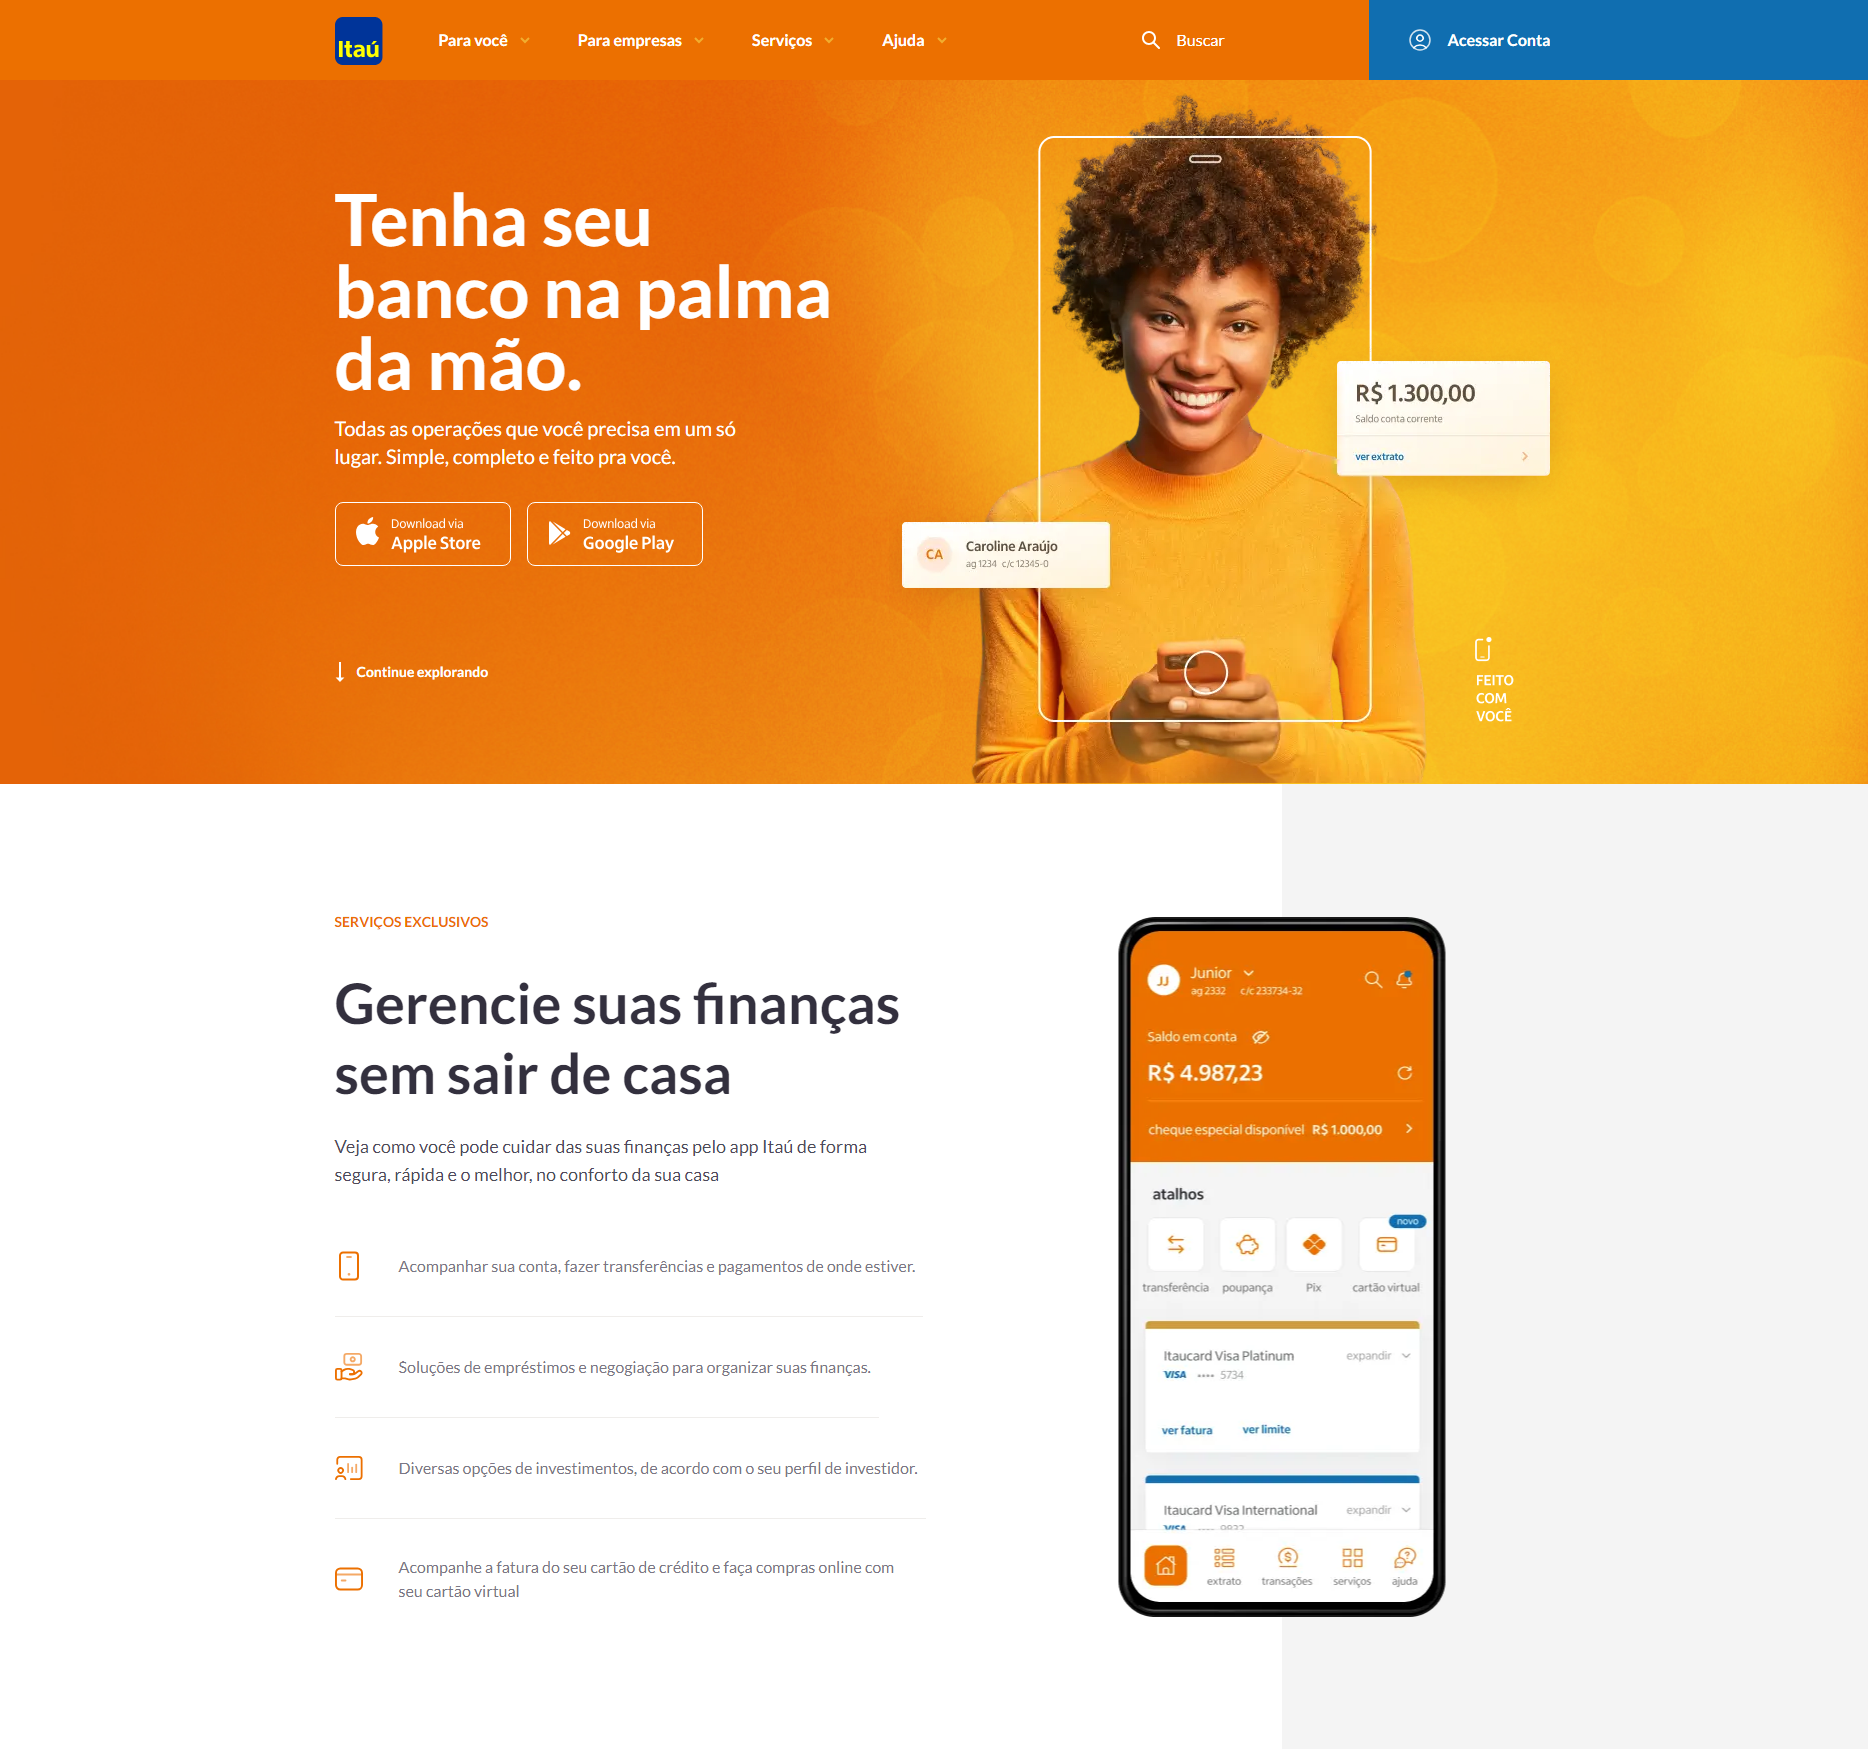 Itaú
Para você
Para empresas
Serviços
Ajuda
Buscar
Acessar Conta
Tenha seu
banco na palma
da mão.
Todas as operações que você precisa em um só
lugar. Simple, completo e feito pra você.
Download via
Apple Store
Download via
Google Play
Continue explorando
R$ 1.300,00
Saldo conta corrente
ver extrato
CA
Caroline Araújo
ag 1234 c/c 12345-0
FEITO
COM
VOCÊ
SERVIÇOS EXCLUSIVOS
Gerencie suas finanças
sem sair de casa
Veja como você pode cuidar das suas finanças pelo app Itaú de forma
segura, rápida e o melhor, no conforto da sua casa
Acompanhar sua conta, fazer transferências e pagamentos de onde estiver.
Soluções de empréstimos e negogiação para organizar suas finanças.
Diversas opções de investimentos, de acordo com o seu perfil de investidor.
Acompanhe a fatura do seu cartão de crédito e faça compras online com
seu cartão virtual
JJ
Junior
ag 2332 c/c 233734-32
Saldo em conta
R$ 4.987,23
cheque especial disponível R$ 1.000,00
atalhos
novo
transferência
poupança
Pix
cartão virtual
Itaucard Visa Platinum
expandir
VISA •••• 5734
ver fatura
ver limite
Itaucard Visa International
expandir
VISA •••• 9832
extrato
transações
serviços
ajuda